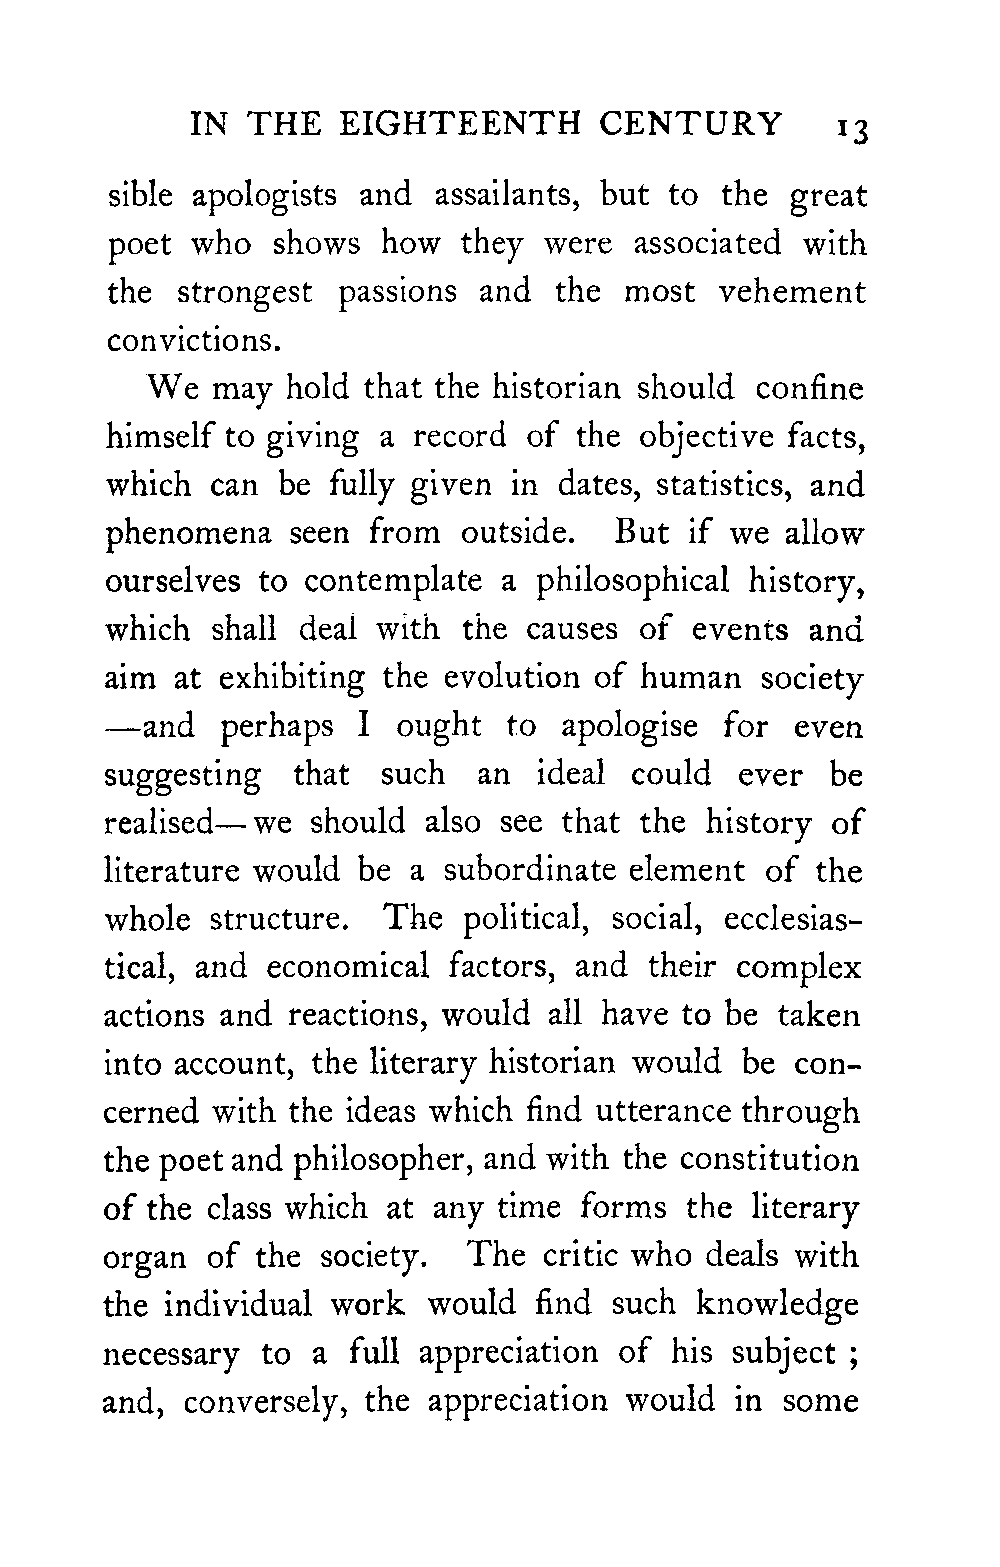 IN THE EIGHTEENTH CENTURY 13
sible apologists and assailants, but to the great
poet who shows how they were associated with
the strongest passions and the most vehement
convictions.
We may hold that the historian should confine
himself to giving a record of the objective facts,
which can be fully given in dates, statistics, and
phenomena seen from outside. But if we allow
ourselves to contemplate a philosophical history,
which shall deal with the causes of events and
aim at exhibiting the evolution of human society
—and perhaps I ought to apologise for even
suggesting that such an ideal could ever be
realised—we should also see that the history of
literature would be a subordinate element of the
whole structure. The political, social, ecclesias-
tical, and economical factors, and their complex
actions and reactions, would all have to be taken
into account, the literary historian would be con-
cerned with the ideas which find utterance through
the poet and philosopher, and with the constitution
of the class which at any time forms the literary
organ of the society. The critic who deals with
the individual work would find such knowledge
necessary to a full appreciation of his subject ;
and, conversely, the appreciation would in some